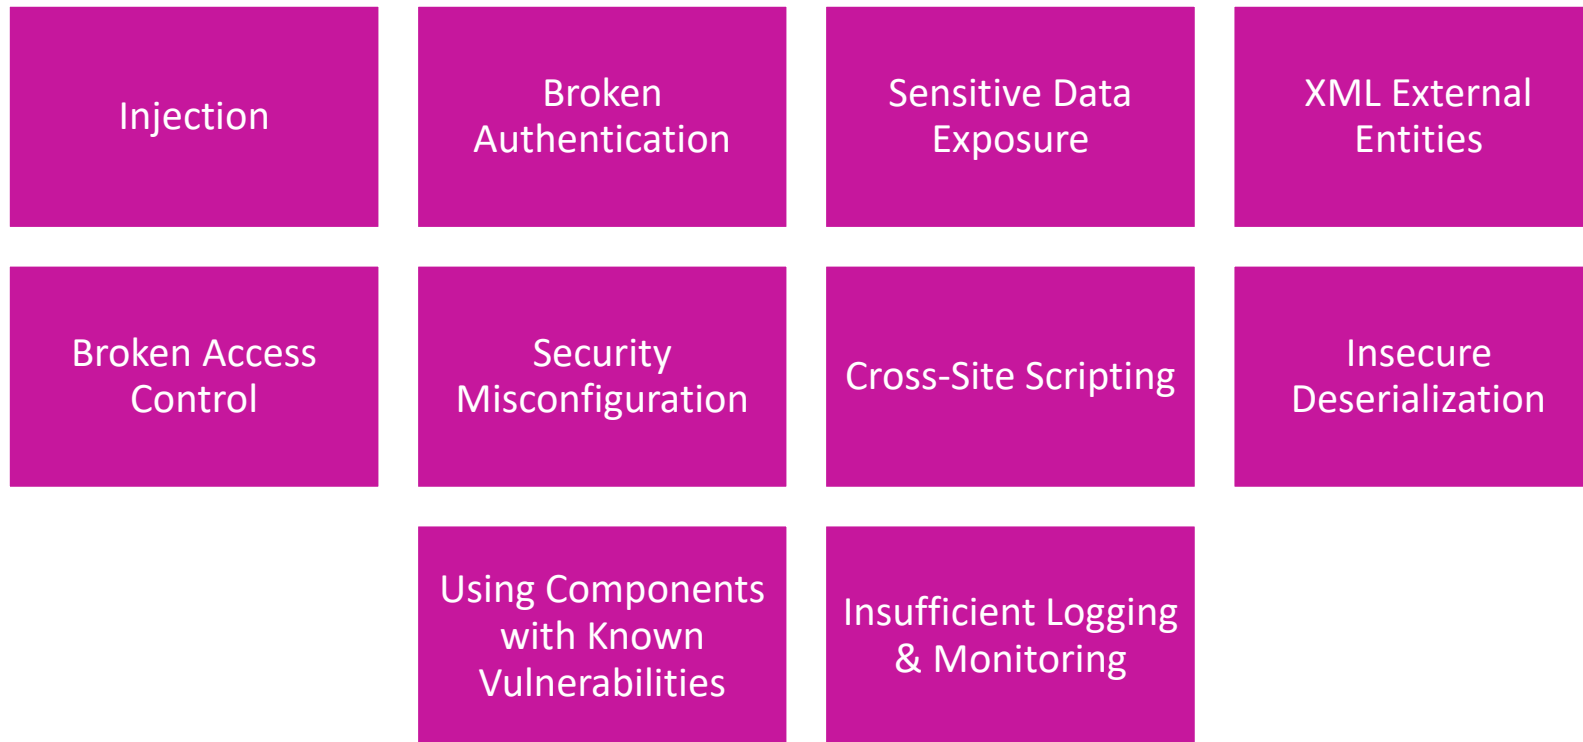 Injection
Broken
Authentication
Sensitive Data
Exposure
XML External
Entities
Broken Access
Control
Security
Misconfiguration
Cross-Site Scripting
Insecure
Deserialization
Using Components
with Known
Vulnerabilities
Insufficient Logging
& Monitoring